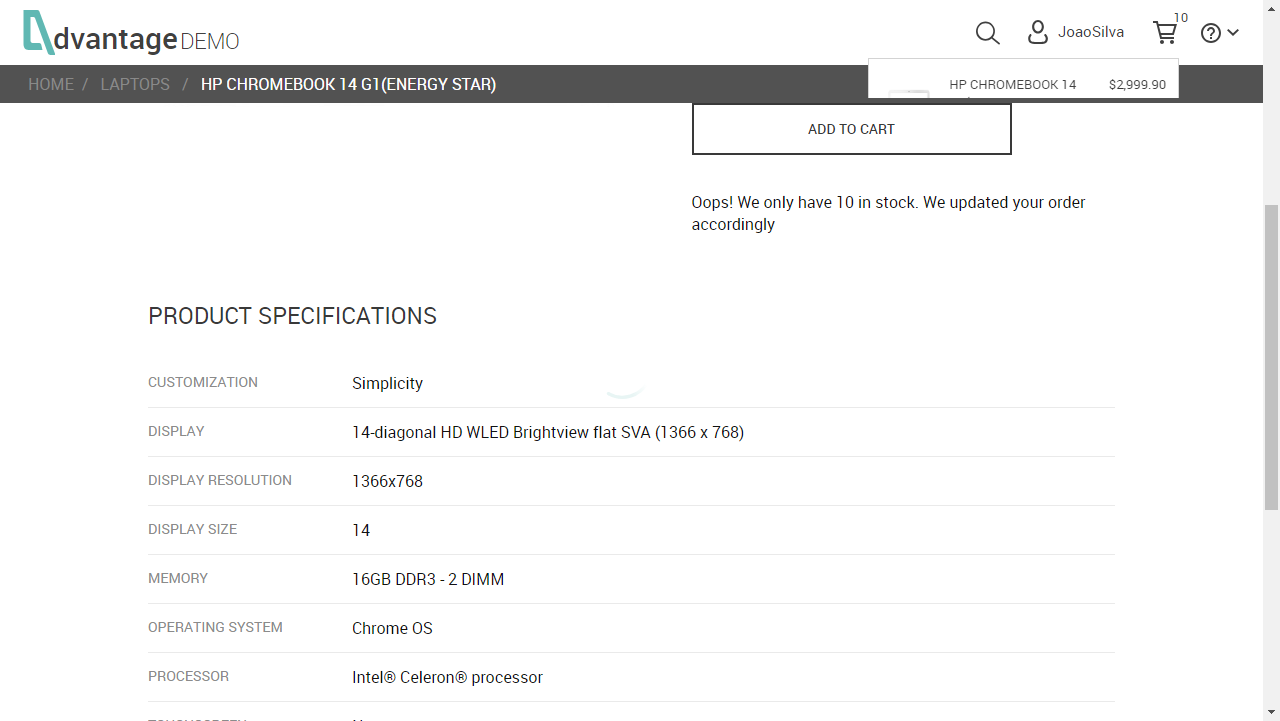 dvantage DEMO
JoaoSilva
10
HOME / LAPTOPS / HP CHROMEBOOK 14 G1(ENERGY STAR)
HP CHROMEBOOK 14 $2,999.90
ADD TO CART
Oops! We only have 10 in stock. We updated your order
accordingly
PRODUCT SPECIFICATIONS
CUSTOMIZATION Simplicity
DISPLAY 14-diagonal HD WLED Brightview flat SVA (1366 x 768)
DISPLAY RESOLUTION 1366x768
DISPLAY SIZE 14
MEMORY 16GB DDR3 - 2 DIMM
OPERATING SYSTEM Chrome OS
PROCESSOR Intel® Celeron® processor